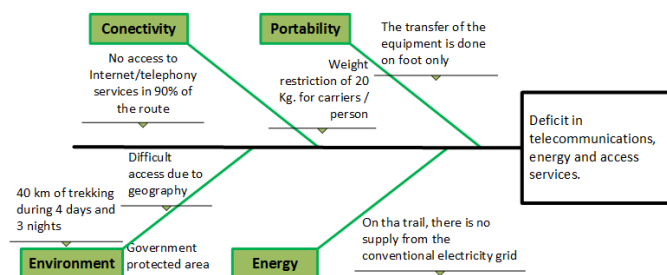 Conectivity
Portability
No access to
Internet/telephony
services in 90% of
the route
Weight
restriction of 20
Kg. for carriers /
person
The transfer of the
equipment is done
on foot only
Deficit in
telecommunications,
energy and access
services.
Difficult
access due to
geography
40 km of trekking
during 4 days and
3 nights
Government
protected area
On tha trail, there is no
supply from the
conventional electricity grid
Environment
Energy